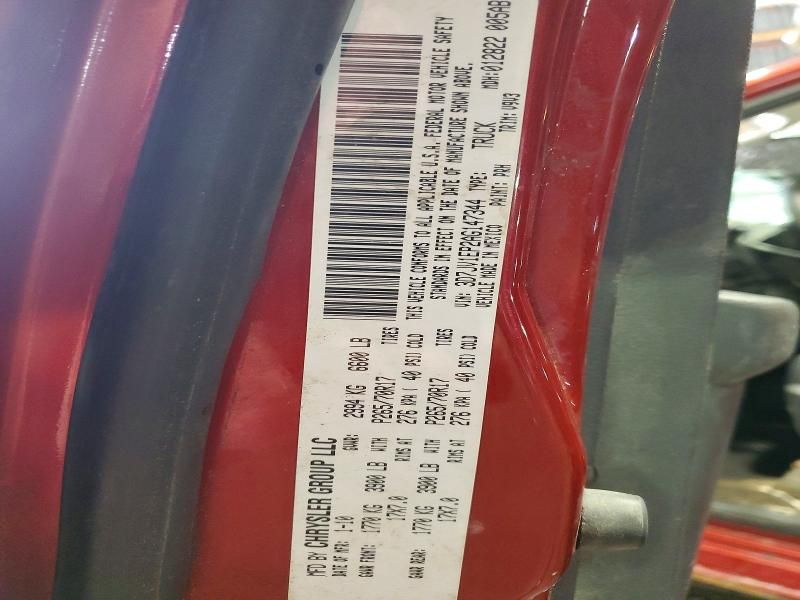 MFD BY CHRYSLER GROUP LLC
DATE OF MFR: 1-10 GVWR: 2994 KG 6600 LB
GAWR FRONT: 1770 KG 3900 LB WITH P265/70R17 TIRES
17X7.0 RIMS AT 276 KPA ( 40 PSI) COLD
GAWR REAR: 1770 KG 3900 LB WITH P265/70R17 TIRES
17X7.0 RIMS AT 276 KPA ( 40 PSI) COLD
THIS VEHICLE CONFORMS TO ALL APPLICABLE U.S.A. FEDERAL MOTOR VEHICLE SAFETY
STANDARDS IN EFFECT ON THE DATE OF MANUFACTURE SHOWN ABOVE.
VIN: 3D7JV1EP2AG147344 TYPE: TRUCK MDH:012822 005AB
VEHICLE MADE IN MEXICO PAINT: PRH TRIM: V9V3